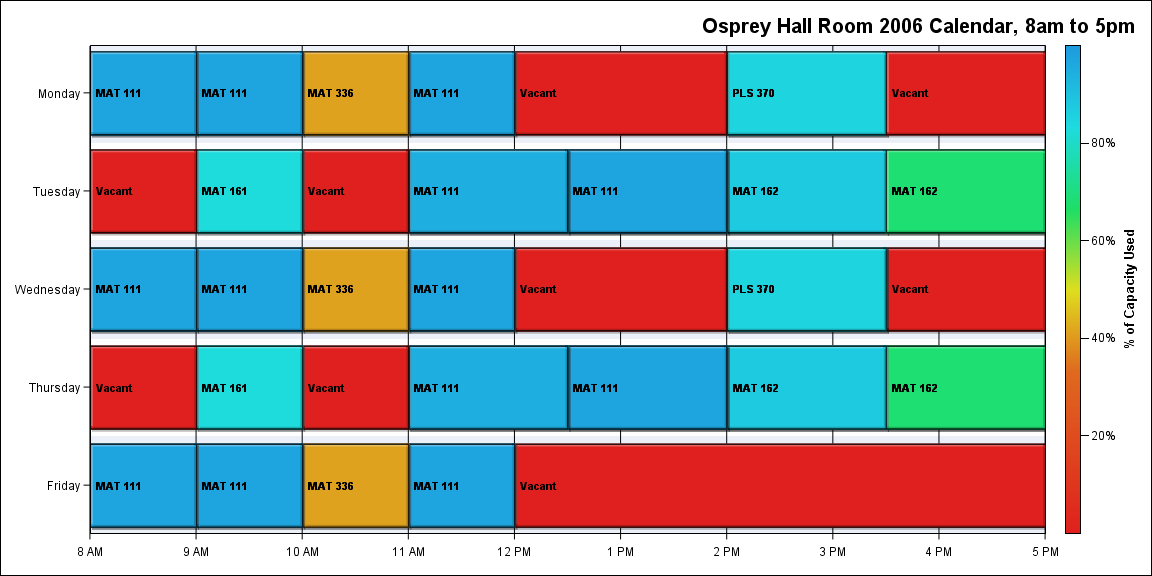 Osprey Hall Room 2006 Calendar, 8am to 5pm
Monday
MAT 111
MAT 111
MAT 336
MAT 111
Vacant
PLS 370
Vacant
Tuesday
Vacant
MAT 161
Vacant
MAT 111
MAT 111
MAT 162
MAT 162
Wednesday
MAT 111
MAT 111
MAT 336
MAT 111
Vacant
PLS 370
Vacant
Thursday
Vacant
MAT 161
Vacant
MAT 111
MAT 111
MAT 162
MAT 162
Friday
MAT 111
MAT 111
MAT 336
MAT 111
Vacant
8 AM
9 AM
10 AM
11 AM
12 PM
1 PM
2 PM
3 PM
4 PM
5 PM
80%
60%
40%
20%
% of Capacity Used